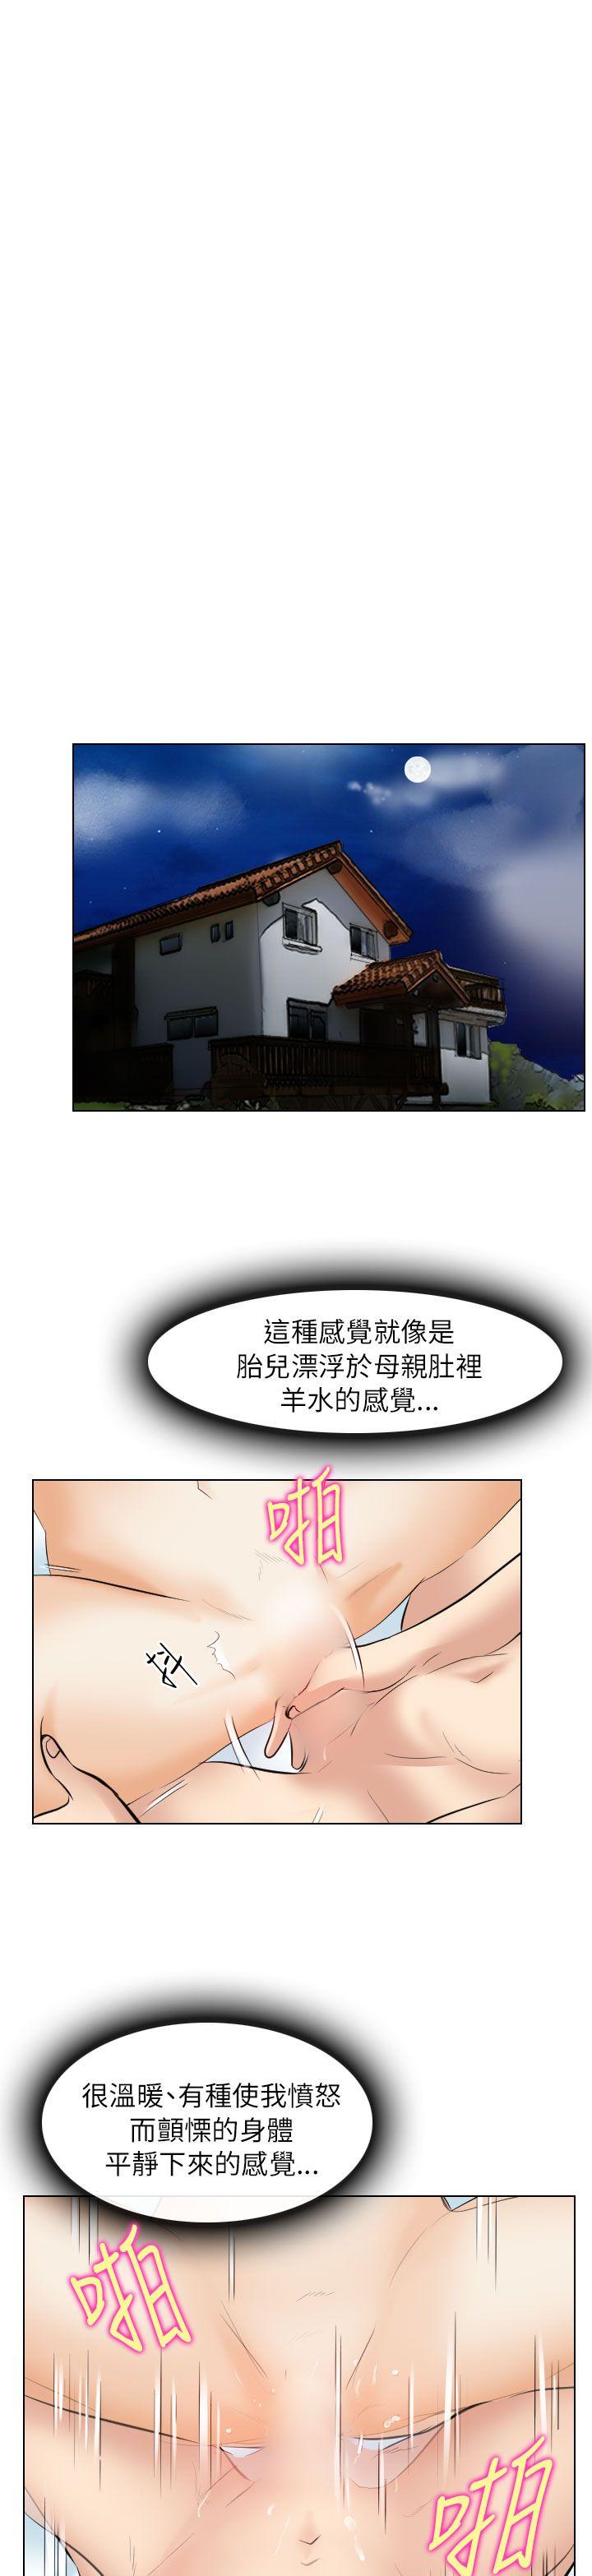 這種感覺就像是
胎兒漂浮於母親肚裡
羊水的感覺...
啪
抖
很溫暖、有種使我憤怒
而顫慄的身體
平靜下來的感覺...
啪
啪